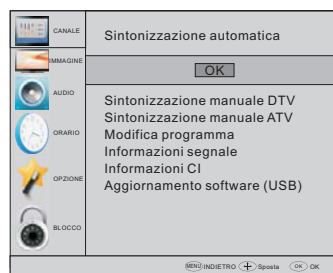 CANALE
IMMAGINE
AUDIO
ORARIO
OPZIONE
BLOCCO
Sintonizzazione automatica
OK
Sintonizzazione manuale DTV
Sintonizzazione manuale ATV
Modifica programma
Informazioni segnale
Informazioni CI
Aggiornamento software (USB)
MENU INDIETRO Sposta OK OK